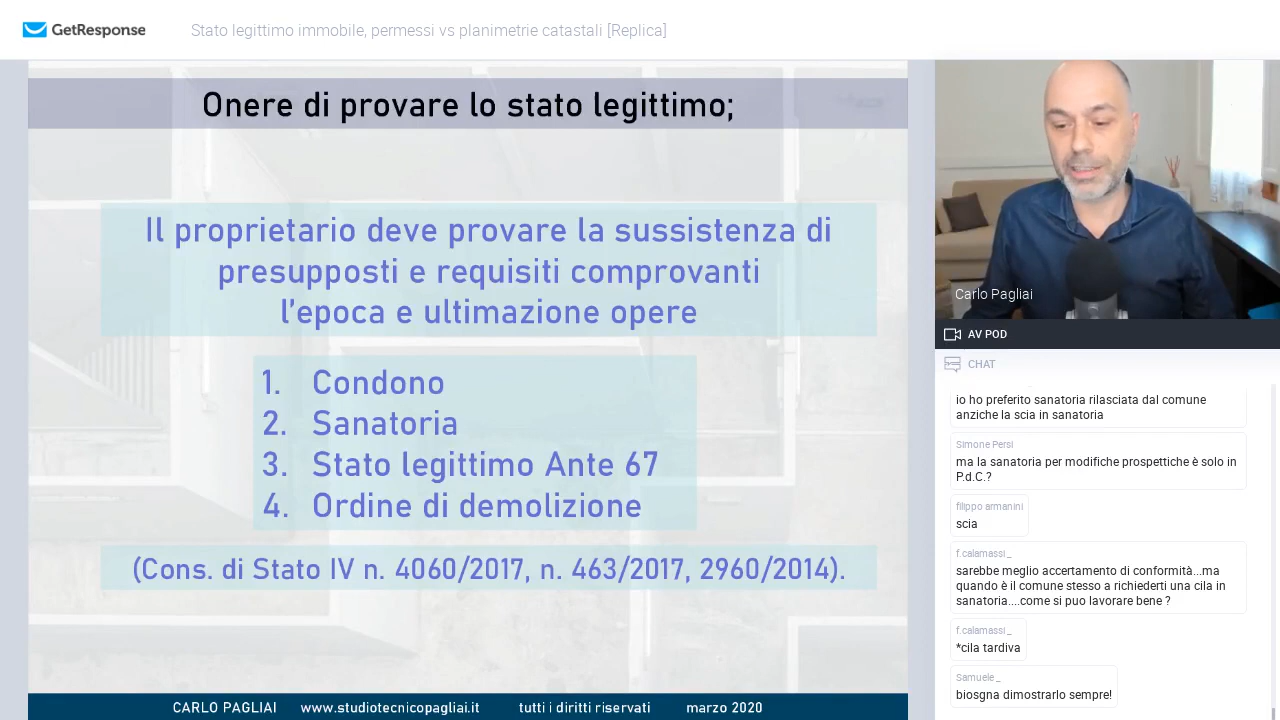 GetResponse
Stato legittimo immobile, permessi vs planimetrie catastali [Replica]
Onere di provare lo stato legittimo;
Il proprietario deve provare la sussistenza di
presupposti e requisiti comprovanti
l'epoca e ultimazione opere
1. Condono
2. Sanatoria
3. Stato legittimo Ante 67
4. Ordine di demolizione
(Cons. di Stato IV n. 4060/2017, n. 463/2017, 2960/2014).
CARLO PAGLIAI www.studiotecnicopagliai.it tutti i diritti riservati marzo 2020
Carlo Pagliai
AV POD
CHAT
io ho preferito sanatoria rilasciata dal comune
anziche la scia in sanatoria
Simone Persi
ma la sanatoria per modifiche prospettiche è solo in
P.d.C.?
filippo armanini
scia
f.calamassi_
sarebbe meglio accertamento di conformità...ma
quando è il comune stesso a richiederti una cila in
sanatoria....come si puo lavorare bene ?
f.calamassi_
*cila tardiva
Samuele_
biosgna dimostrarlo sempre!